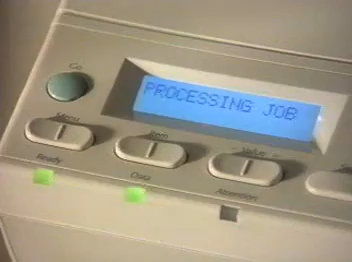 Go
PROCESSING JOB
Menu
Item
Value
Ready
Data
Attention